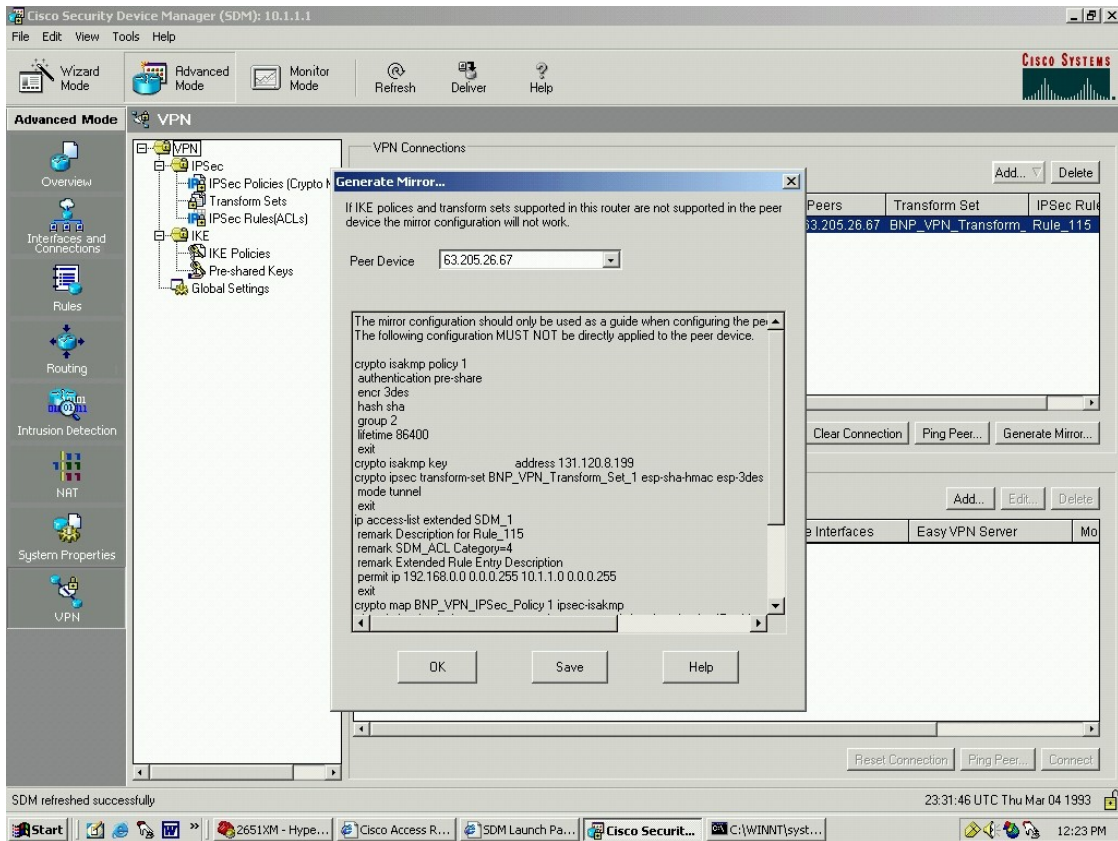 Cisco Security Device Manager (SDM): 10.1.1.1
File Edit View Tools Help
Wizard Mode
Advanced Mode
Monitor Mode
Refresh
Deliver
Help
CISCO SYSTEMS
Advanced Mode
VPN
Overview
Interfaces and Connections
Rules
Routing
Intrusion Detection
NAT
System Properties
VPN
VPN
IPSec
IPSec Policies (Crypto M
Transform Sets
IPSec Rules(ACLs)
IKE
IKE Policies
Pre-shared Keys
Global Settings
VPN Connections
Add... Delete
Peers Transform Set IPSec Rule
63.205.26.67 BNP_VPN_Transform_ Rule_115
Clear Connection Ping Peer... Generate Mirror...
Add... Edit... Delete
e Interfaces Easy VPN Server Mo
Reset Connection Ping Peer... Connect
Generate Mirror...
If IKE polices and transform sets supported in this router are not supported in the peer
device the mirror configuration will not work.
Peer Device 63.205.26.67
The mirror configuration should only be used as a guide when configuring the pe
The following configuration MUST NOT be directly applied to the peer device.
crypto isakmp policy 1
authentication pre-share
encr 3des
hash sha
group 2
lifetime 86400
exit
crypto isakmp key address 131.120.8.199
crypto ipsec transform-set BNP_VPN_Transform_Set_1 esp-sha-hmac esp-3des
mode tunnel
exit
ip access-list extended SDM_1
remark Description for Rule_115
remark SDM_ACL Category=4
remark Extended Rule Entry Description
permit ip 192.168.0.0 0.0.0.255 10.1.1.0 0.0.0.255
exit
crypto map BNP_VPN_IPSec_Policy 1 ipsec-isakmp
OK Save Help
SDM refreshed successfully
23:31:46 UTC Thu Mar 04 1993
Start
2651XM - Hype...
Cisco Access R...
SDM Launch Pa...
Cisco Securit...
C:\WINNT\syst...
12:23 PM